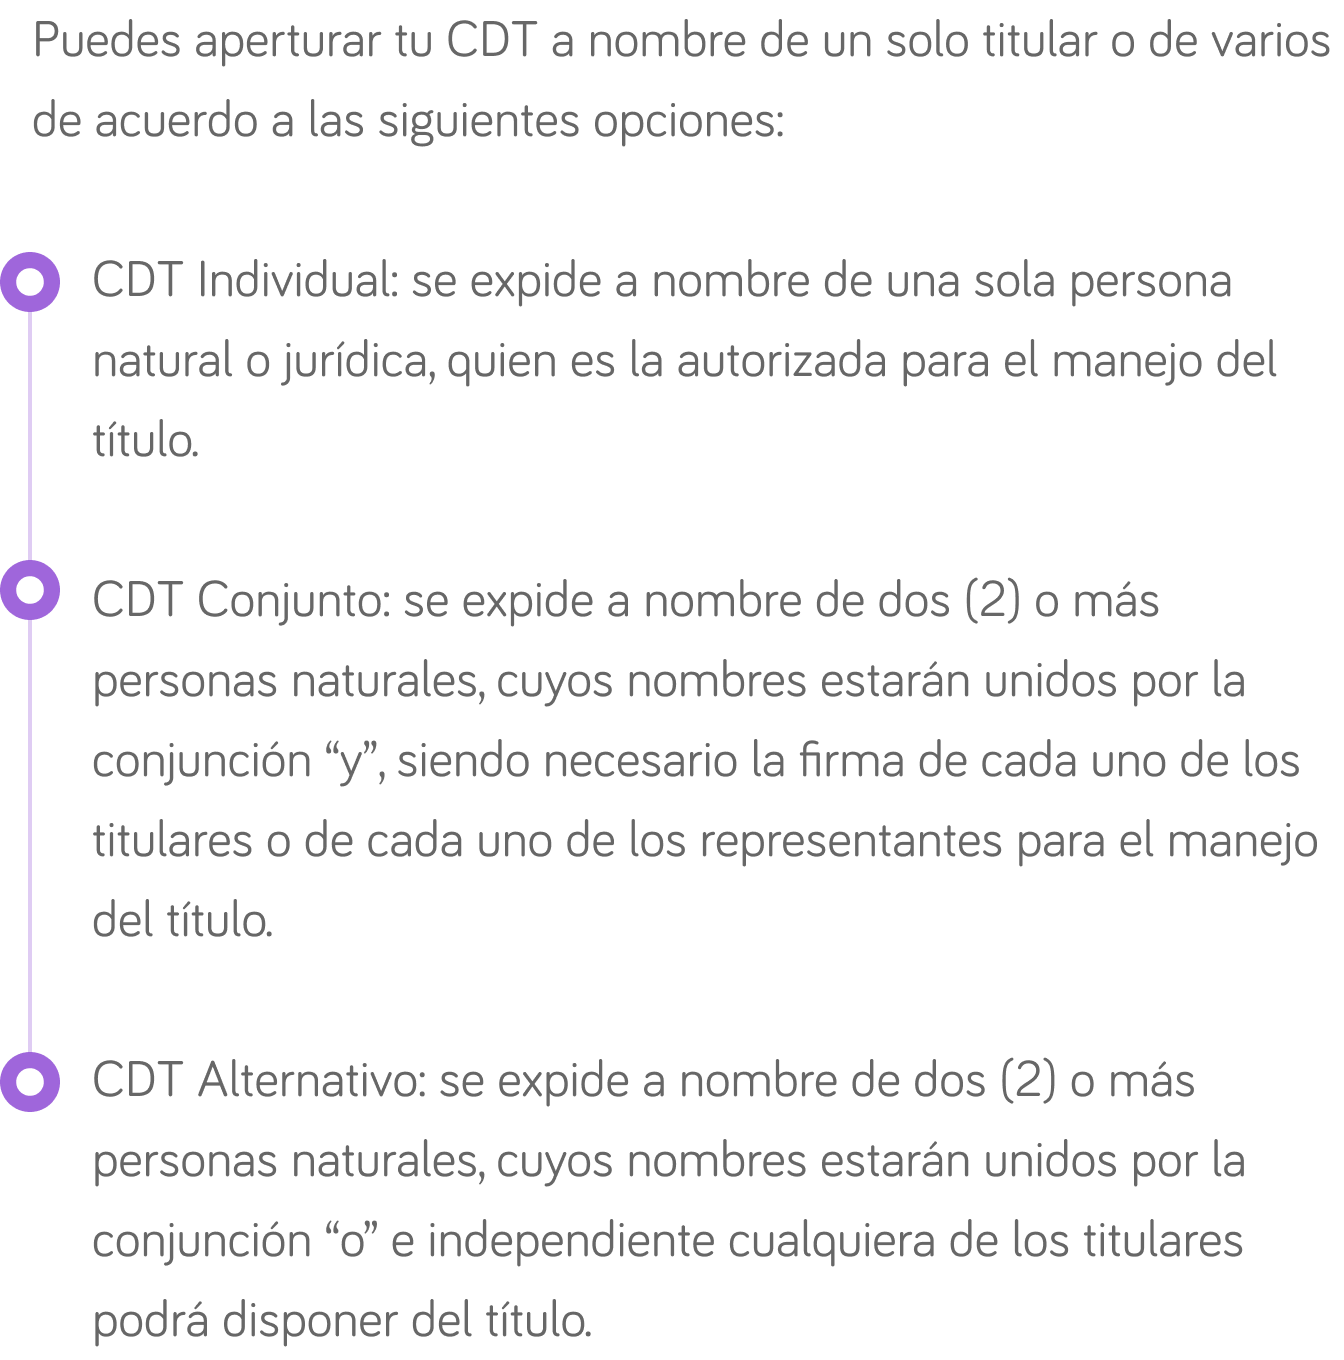 Puedes aperturar tu CDT a nombre de un solo titular o de varios
de acuerdo a las siguientes opciones:
CDT Individual: se expide a nombre de una sola persona
natural o jurídica, quien es la autorizada para el manejo del
título.
CDT Conjunto: se expide a nombre de dos (2) o más
personas naturales, cuyos nombres estarán unidos por la
conjunción “y”, siendo necesario la firma de cada uno de los
titulares o de cada uno de los representantes para el manejo
del título.
CDT Alternativo: se expide a nombre de dos (2) o más
personas naturales, cuyos nombres estarán unidos por la
conjunción “o” e independiente cualquiera de los titulares
podrá disponer del título.